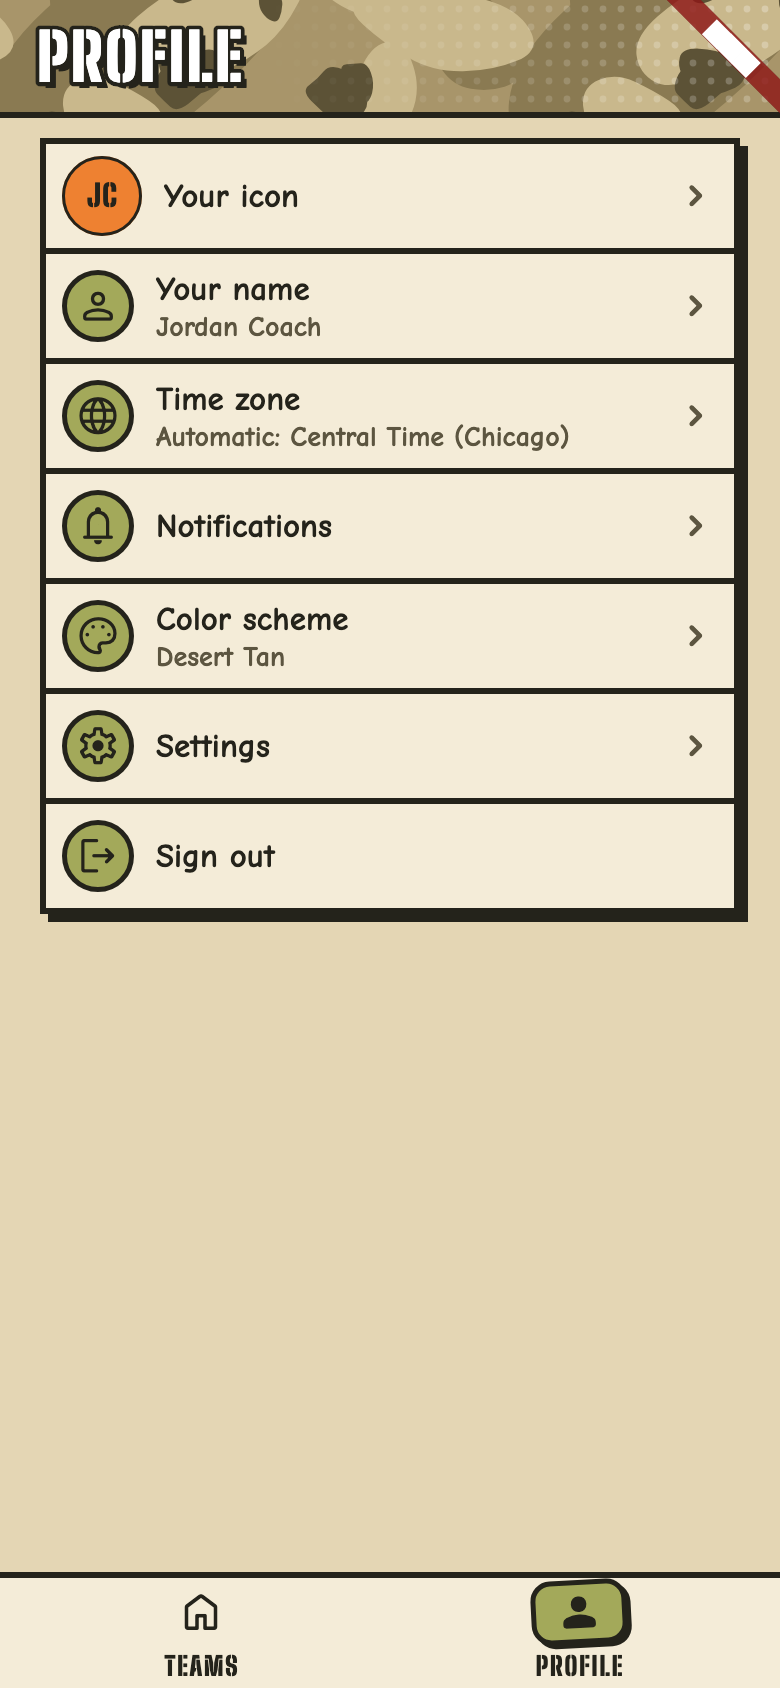 PROFILE
JC
Your icon
Your name
Jordan Coach
Time zone
Automatic: Central Time (Chicago)
Notifications
Color scheme
Desert Tan
Settings
Sign out
TEAMS
PROFILE